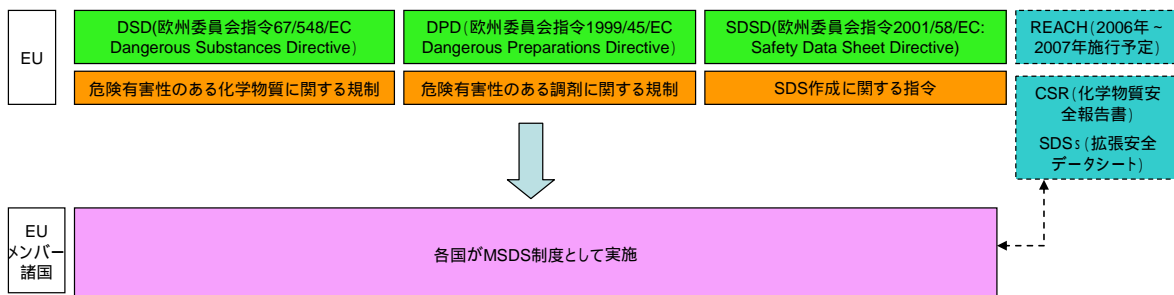 EU
DSD(欧州委員会指令67/548/EC
Dangerous Substances Directive)
DPD(欧州委員会指令1999/45/EC
Dangerous Preparations Directive)
SDSD(欧州委員会指令2001/58/EC:
Safety Data Sheet Directive)
REACH(2006年~
2007年施行予定)
危険有害性のある化学物質に関する規制
危険有害性のある調剤に関する規制
SDS作成に関する指令
CSR(化学物質安
全報告書)
SDSs(拡張安全
データシート)
EU
メンバー
諸国
各国がMSDS制度として実施